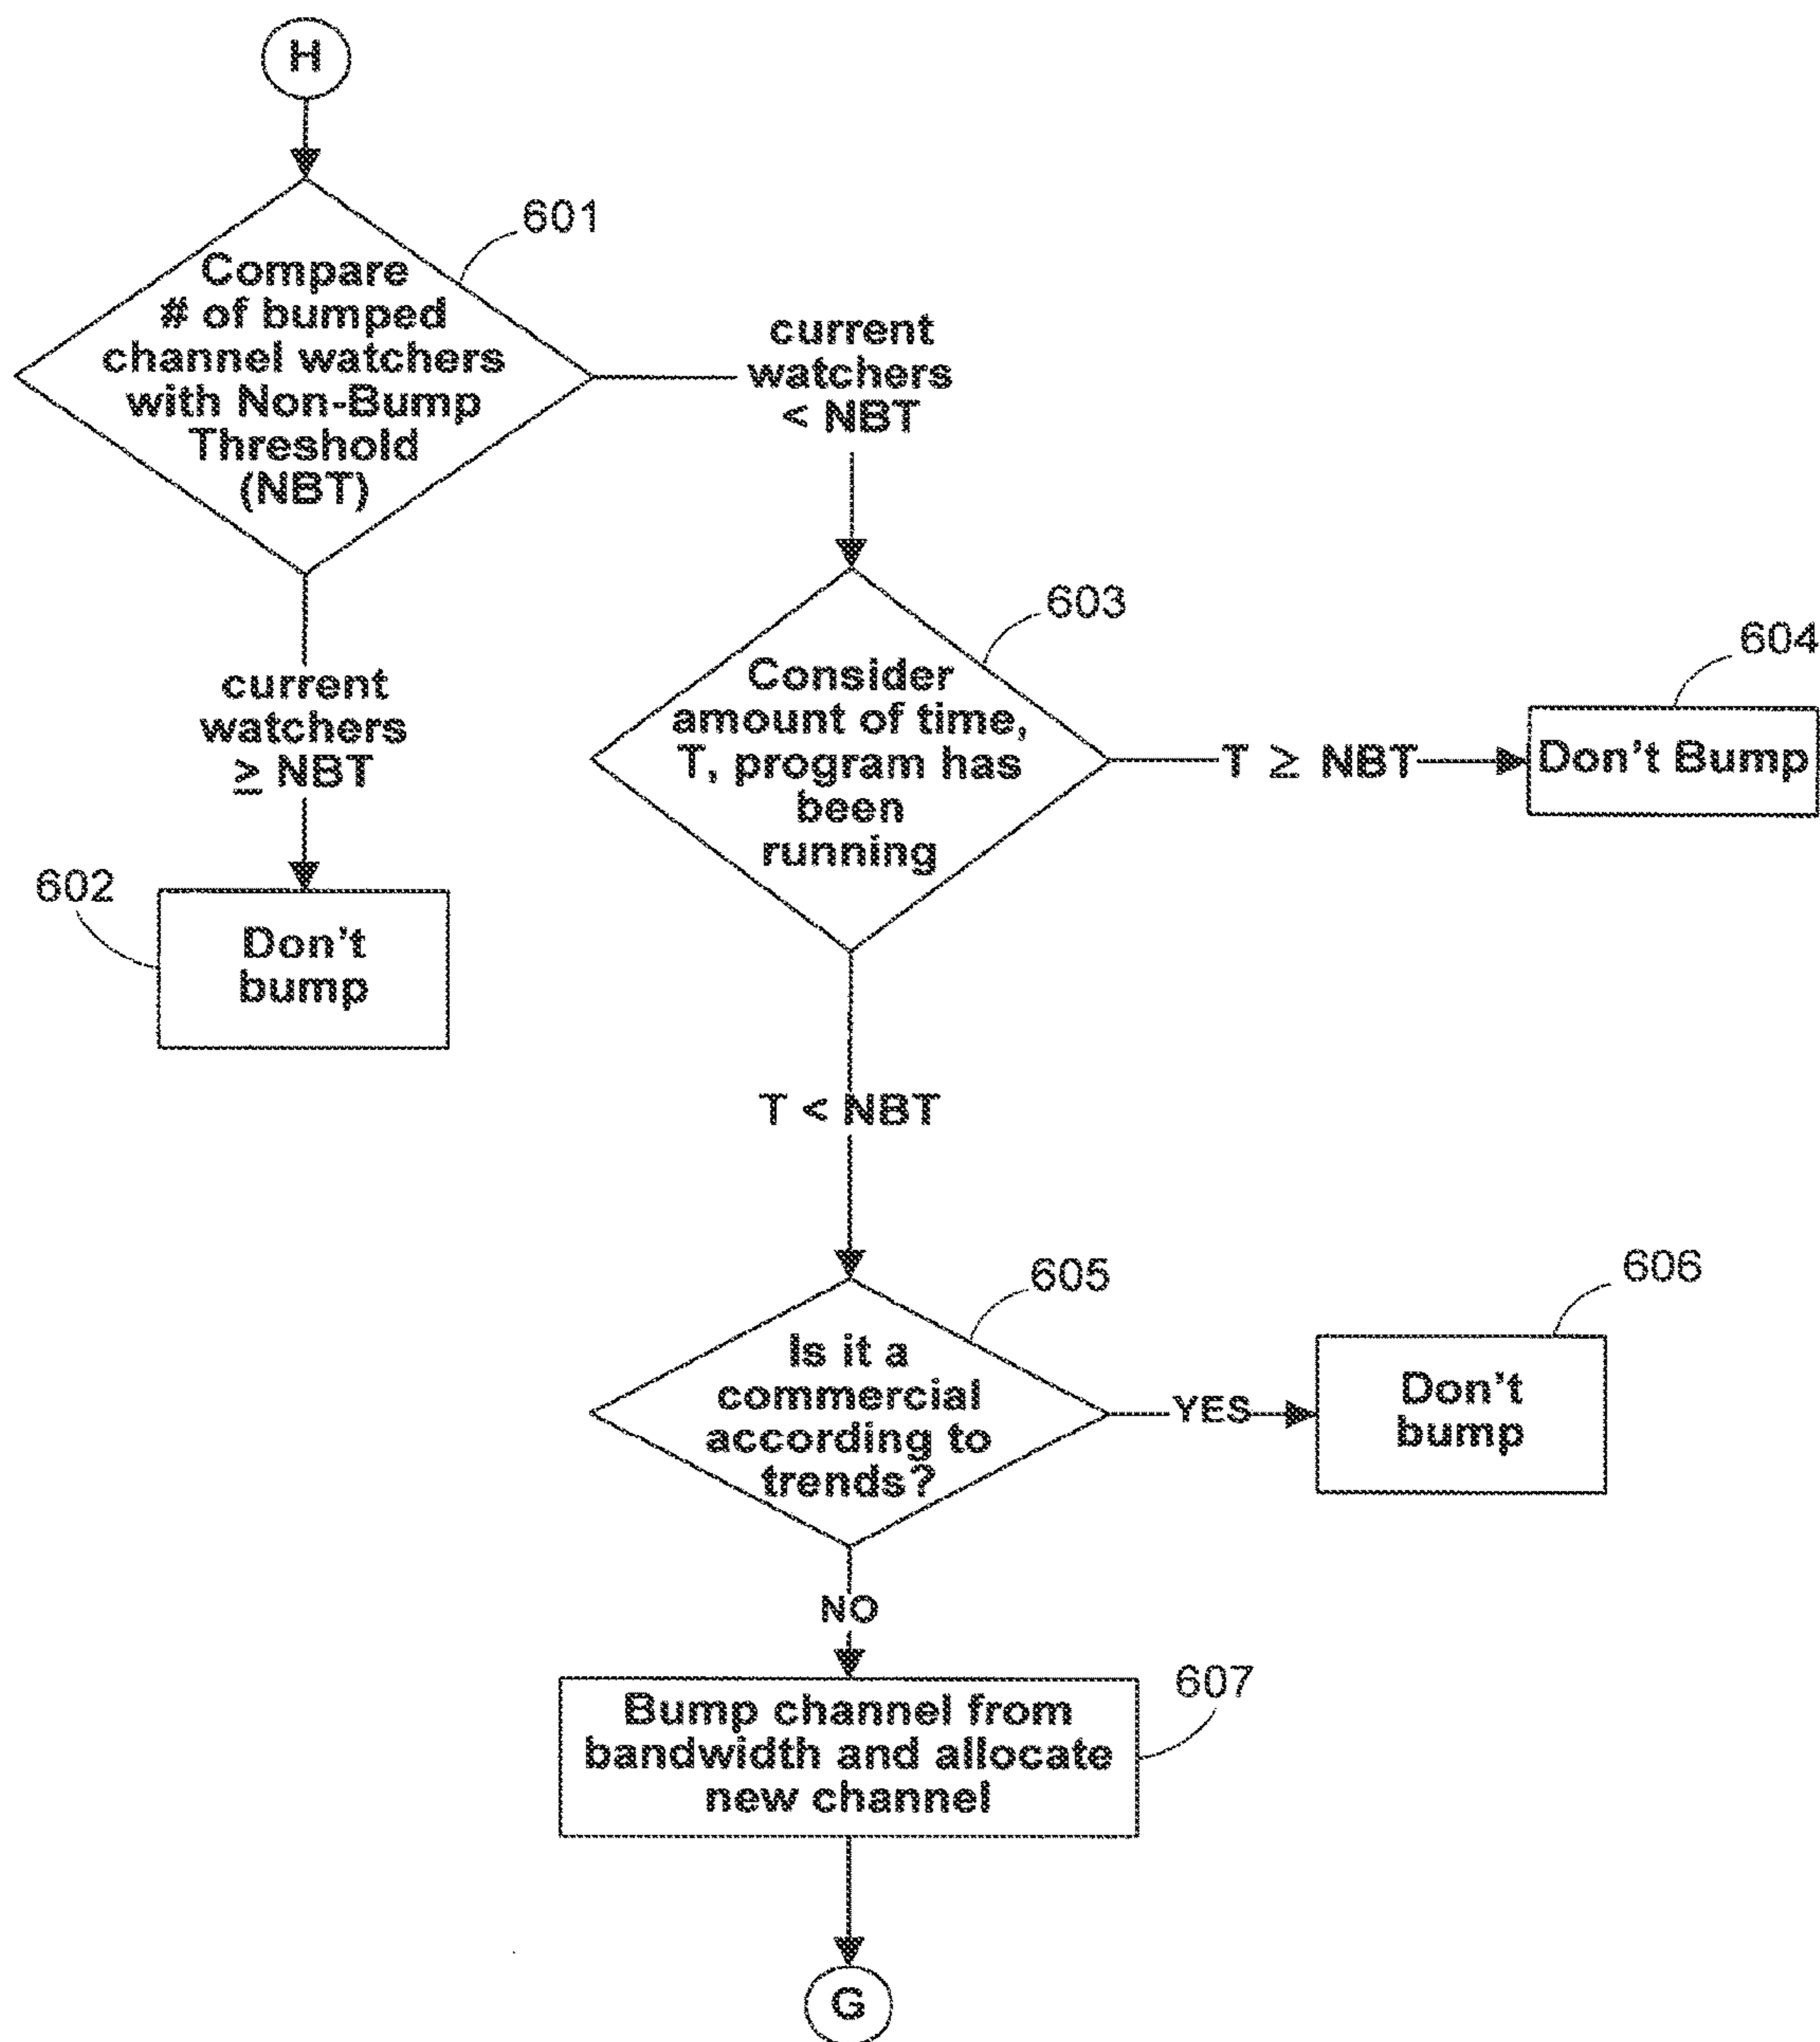 H
601
Compare
# of bumped
channel watchers
with Non-Bump
Threshold
(NBT)
current
watchers
< NBT
current
watchers
≥ NBT
602
Don't
bump
603
Consider
amount of time,
T, program has
been
running
T ≥ NBT
604
Don't Bump
T < NBT
605
Is it a
commercial
according to
trends?
YES
606
Don't
bump
NO
607
Bump channel from
bandwidth and allocate
new channel
G